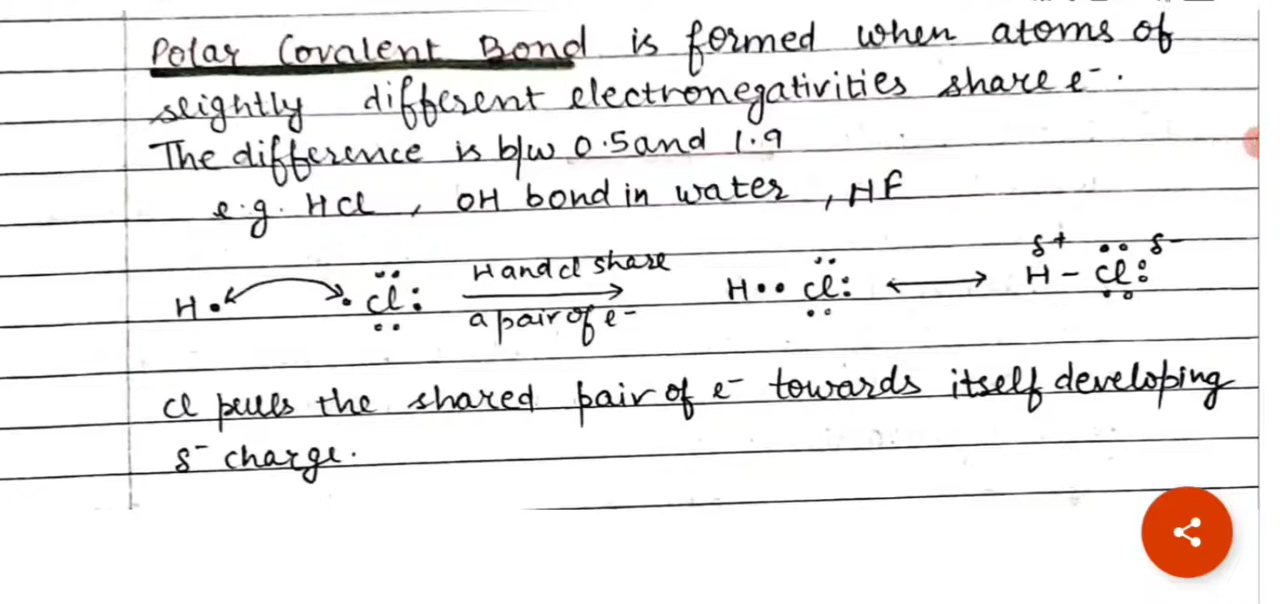 Polar Covalent Bond is formed when atoms of
slightly different electronegativities share e⁻.
The difference is b/w 0.5 and 1.9
e.g. HCl, OH bond in water, HF
H• •Cl: H and Cl share a pair of e⁻ → H•• Cl: ⟷ δ+ H – Cl: δ-
Cl pulls the shared pair of e⁻ towards itself developing
δ⁻ charge.